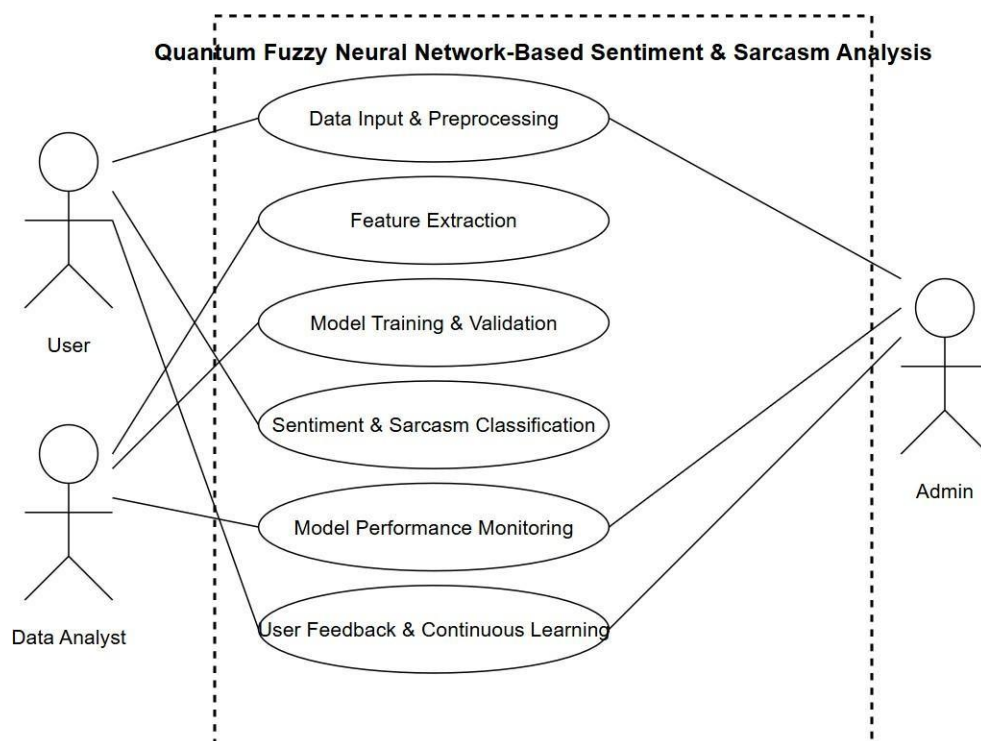 Quantum Fuzzy Neural Network-Based Sentiment & Sarcasm Analysis
Data Input & Preprocessing
Feature Extraction
Model Training & Validation
User
Sentiment & Sarcasm Classification
Admin
Model Performance Monitoring
User Feedback & Continuous Learning
Data Analyst